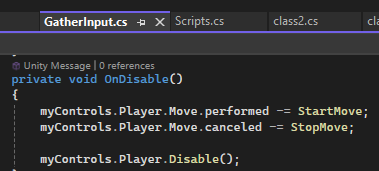 GatherInput.cs Scripts.cs class2.cs cla
Unity Message | 0 references
private void OnDisable()
{
myControls.Player.Move.performed -= StartMove;
myControls.Player.Move.canceled -= StopMove;
myControls.Player.Disable();
}